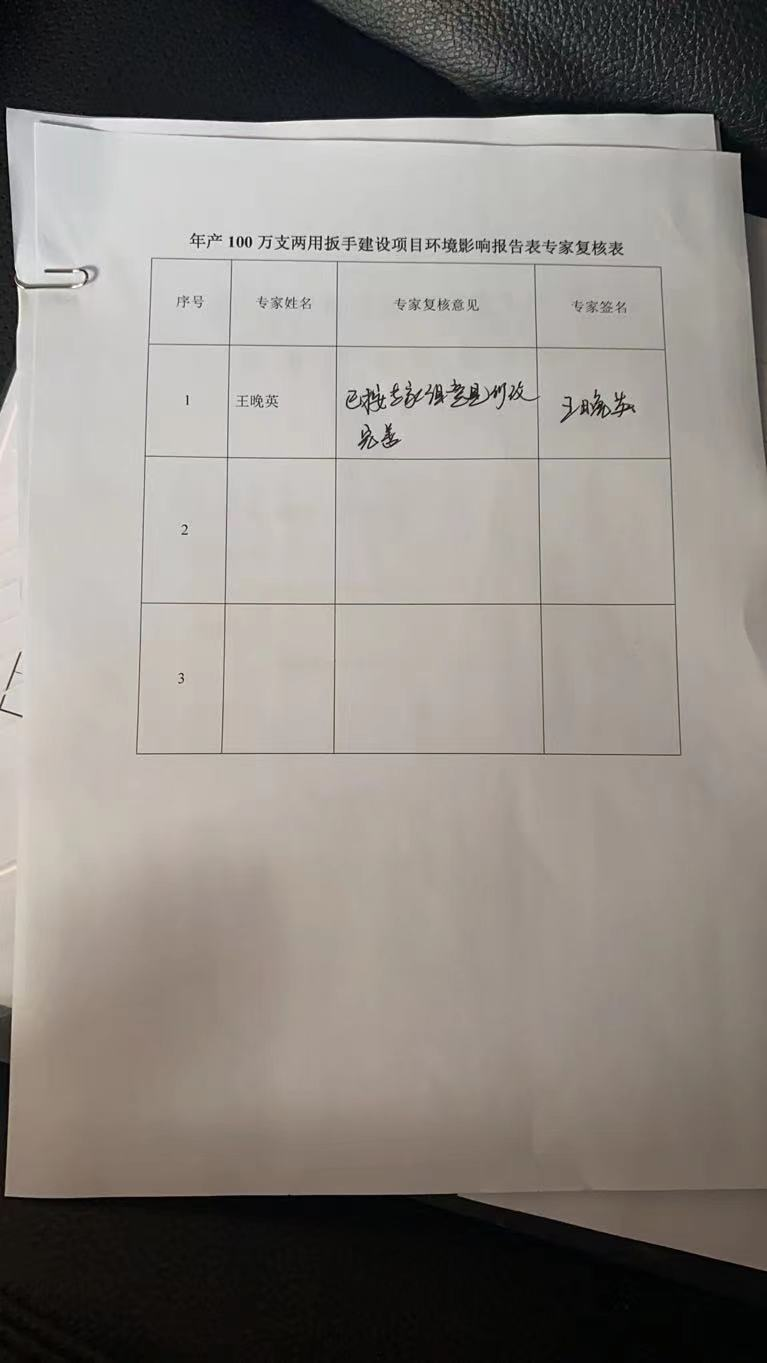 年产 100 万支两用扳手建设项目环境影响报告表专家复核表
序号 专家姓名 专家复核意见 专家签名
1 王晚英 已按专家组意见修改 王晚英
完善
2
3